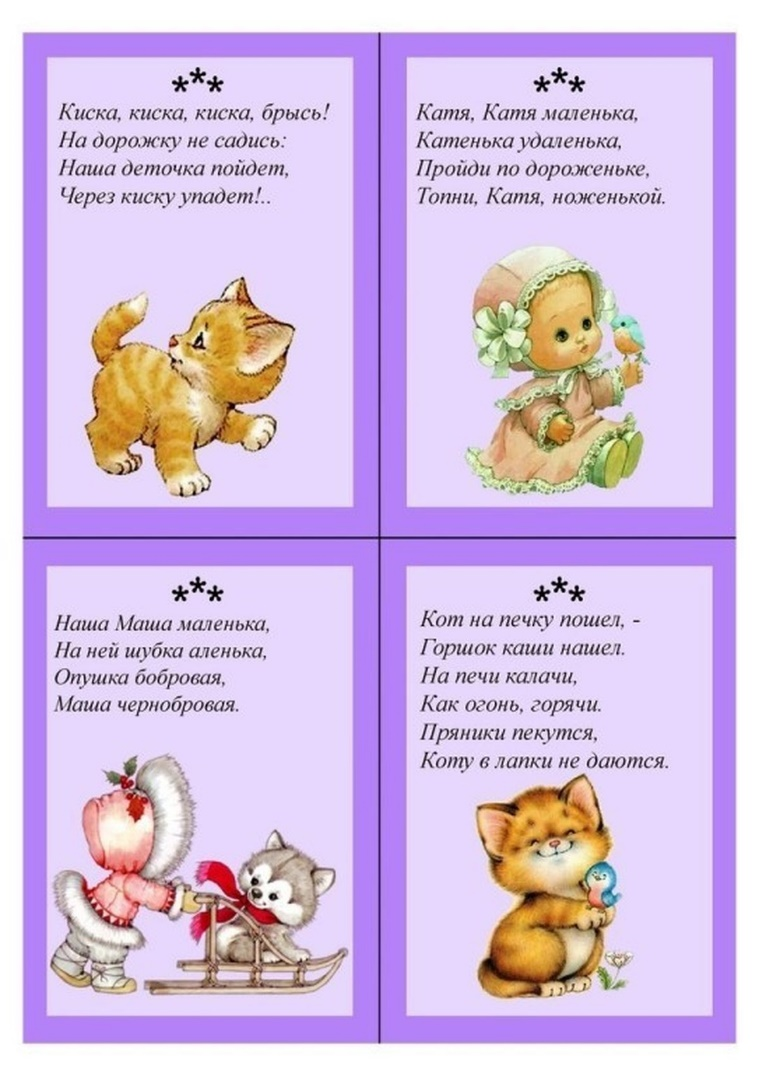 ***
Киска, киска, киска, брысь!
На дорожку не садись:
Наша деточка пойдет,
Через киску упадет!..
***
Катя, Катя маленька,
Катенька удаленька,
Пройди по дороженьке,
Топни, Катя, ноженькой.
***
Наша Маша маленька,
На ней шубка аленька,
Опушка бобровая,
Маша чернобровая.
***
Кот на печку пошел, -
Горшок каши нашел.
На печи калачи,
Как огонь, горячи.
Пряники пекутся,
Коту в лапки не даются.